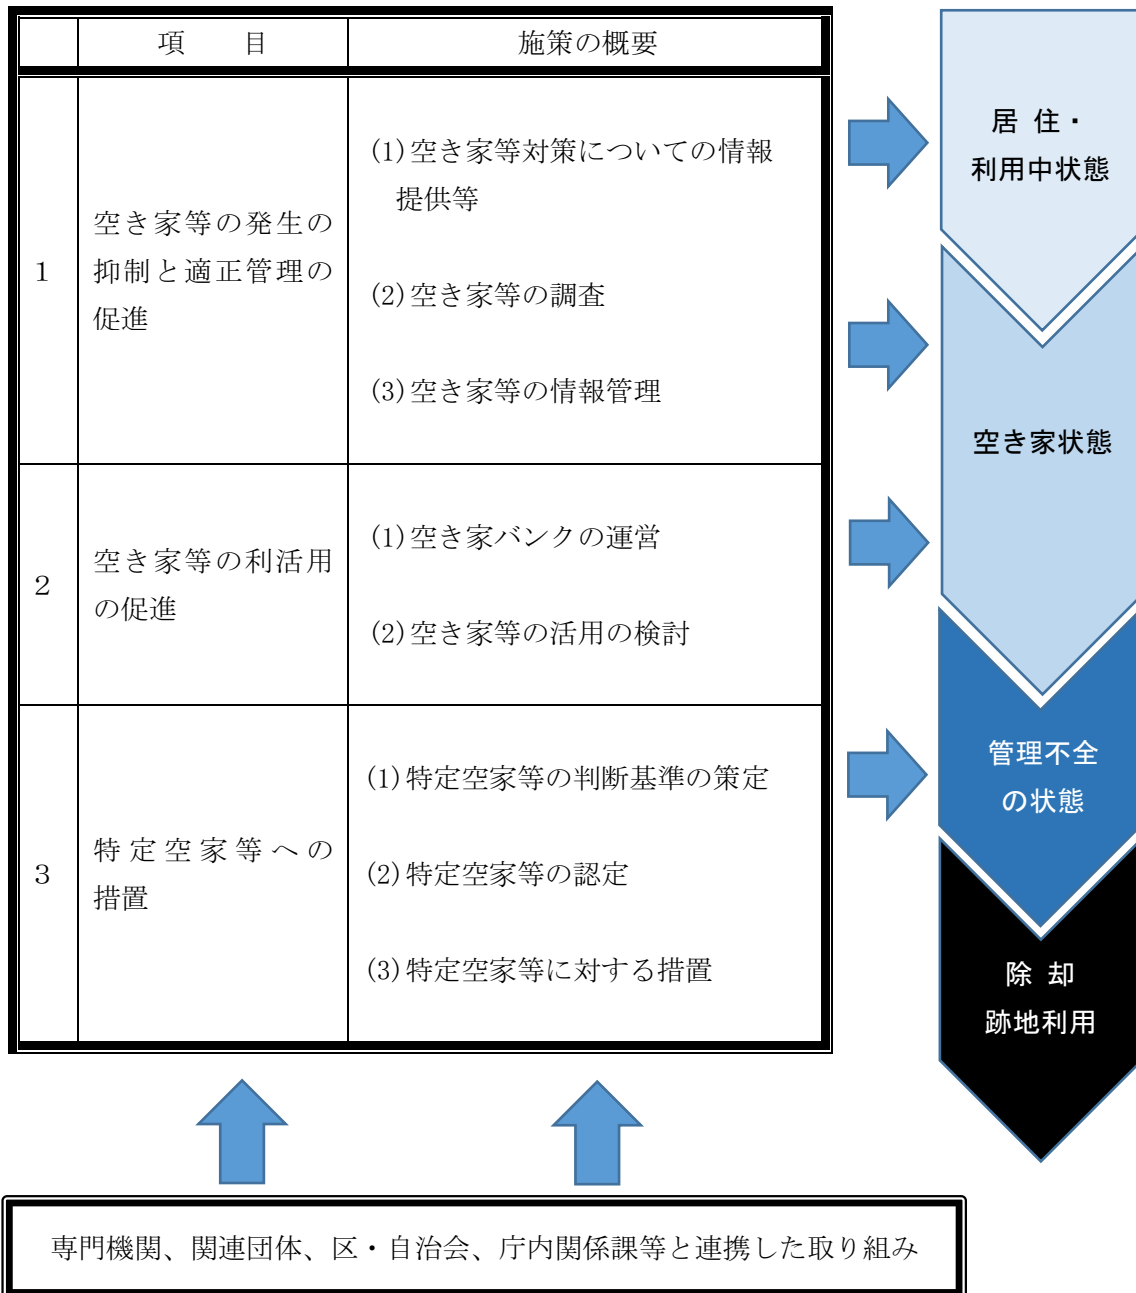 項　目
施策の概要
1
空き家等の発生の
抑制と適正管理の
促進
(1)空き家等対策についての情報
提供等
(2)空き家等の調査
(3)空き家等の情報管理
2
空き家等の利活用
の促進
(1)空き家バンクの運営
(2)空き家等の活用の検討
3
特定空家等への
措置
(1)特定空家等の判断基準の策定
(2)特定空家等の認定
(3)特定空家等に対する措置
居 住・
利用中状態
空き家状態
管理不全
の状態
除 却
跡地利用
専門機関、関連団体、区・自治会、庁内関係課等と連携した取り組み